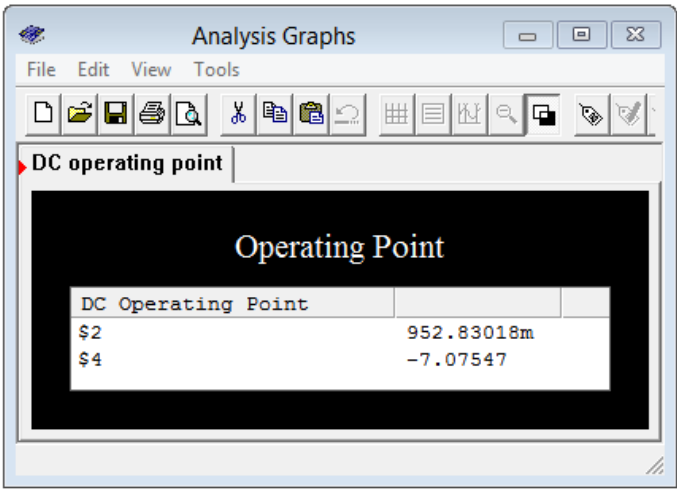 Analysis Graphs
File Edit View Tools
DC operating point
Operating Point
DC Operating Point
$2 952.83018m
$4 -7.07547